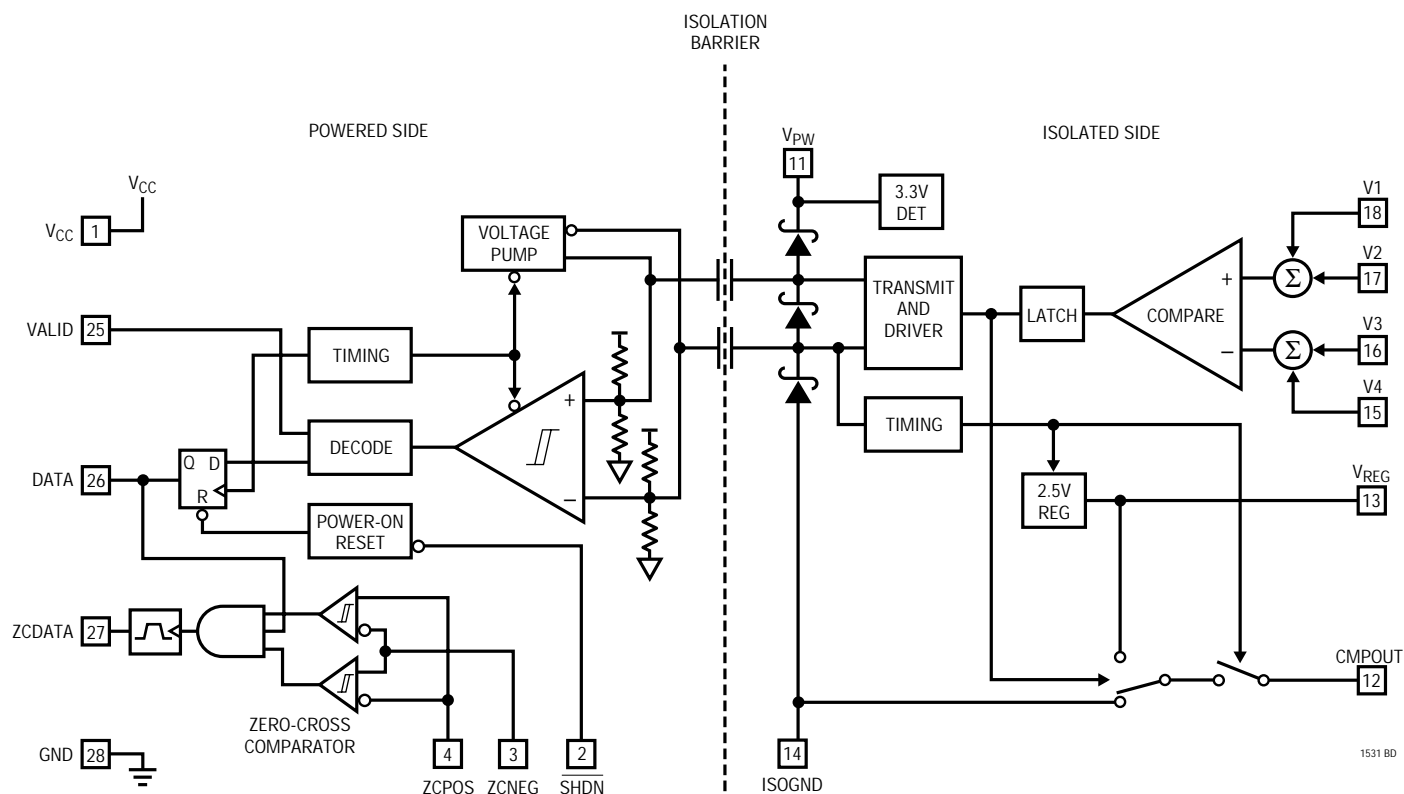 ISOLATION
BARRIER
POWERED SIDE
ISOLATED SIDE
VPW
11
3.3V
DET
VCC
VCC 1
VOLTAGE
PUMP
V1
18
V2
17
V3
16
V4
15
TRANSMIT
AND
DRIVER
LATCH
COMPARE
+
−
Σ
Σ
VALID 25
TIMING
+
−
DECODE
TIMING
DATA 26
Q D
R
POWER-ON
RESET
2.5V
REG
VREG
13
ZCDATA 27
ZERO-CROSS
COMPARATOR
CMPOUT
12
GND 28
4
ZCPOS
3
ZCNEG
2
SHDN
14
ISOGND
1531 BD